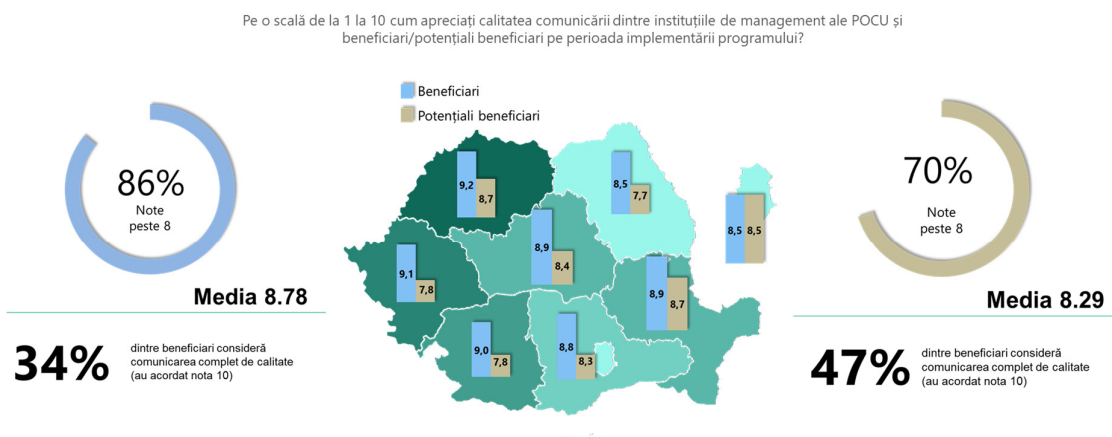 Pe o scală de la 1 la 10 cum apreciați calitatea comunicării dintre instituțiile de management ale POCU și
beneficiari/potențiali beneficiari pe perioada implementării programului?
Beneficiari
Potențiali beneficiari
86%
Note
peste 8
Media 8.78
34%
dintre beneficiari consideră
comunicarea complet de calitate
(au acordat nota 10)
9,2
8,7
8,5
7,7
8,5
8,5
8,9
8,4
9,1
7,8
8,9
8,7
9,0
7,8
8,8
8,3
70%
Note
peste 8
Media 8.29
47%
dintre beneficiari consideră
comunicarea complet de calitate
(au acordat nota 10)